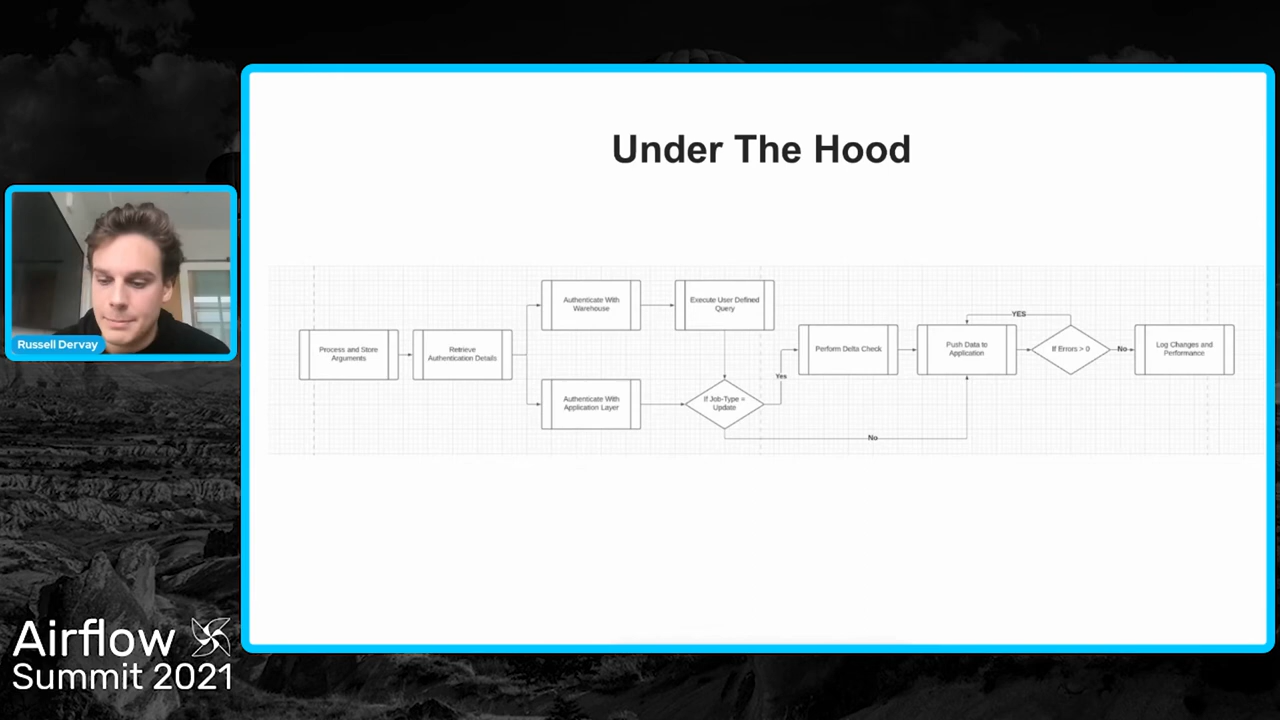 Under The Hood
Process and Store
Arguments
Retrieve
Authentication Details
Authenticate With
Warehouse
Execute User Defined
Query
Authenticate With
Application Layer
If Job-Type =
Update
Yes
No
Perform Delta Check
Push Data to
Application
YES
If Errors > 0
No
Log Changes and
Performance
Russell Dervay
Airflow
Summit 2021